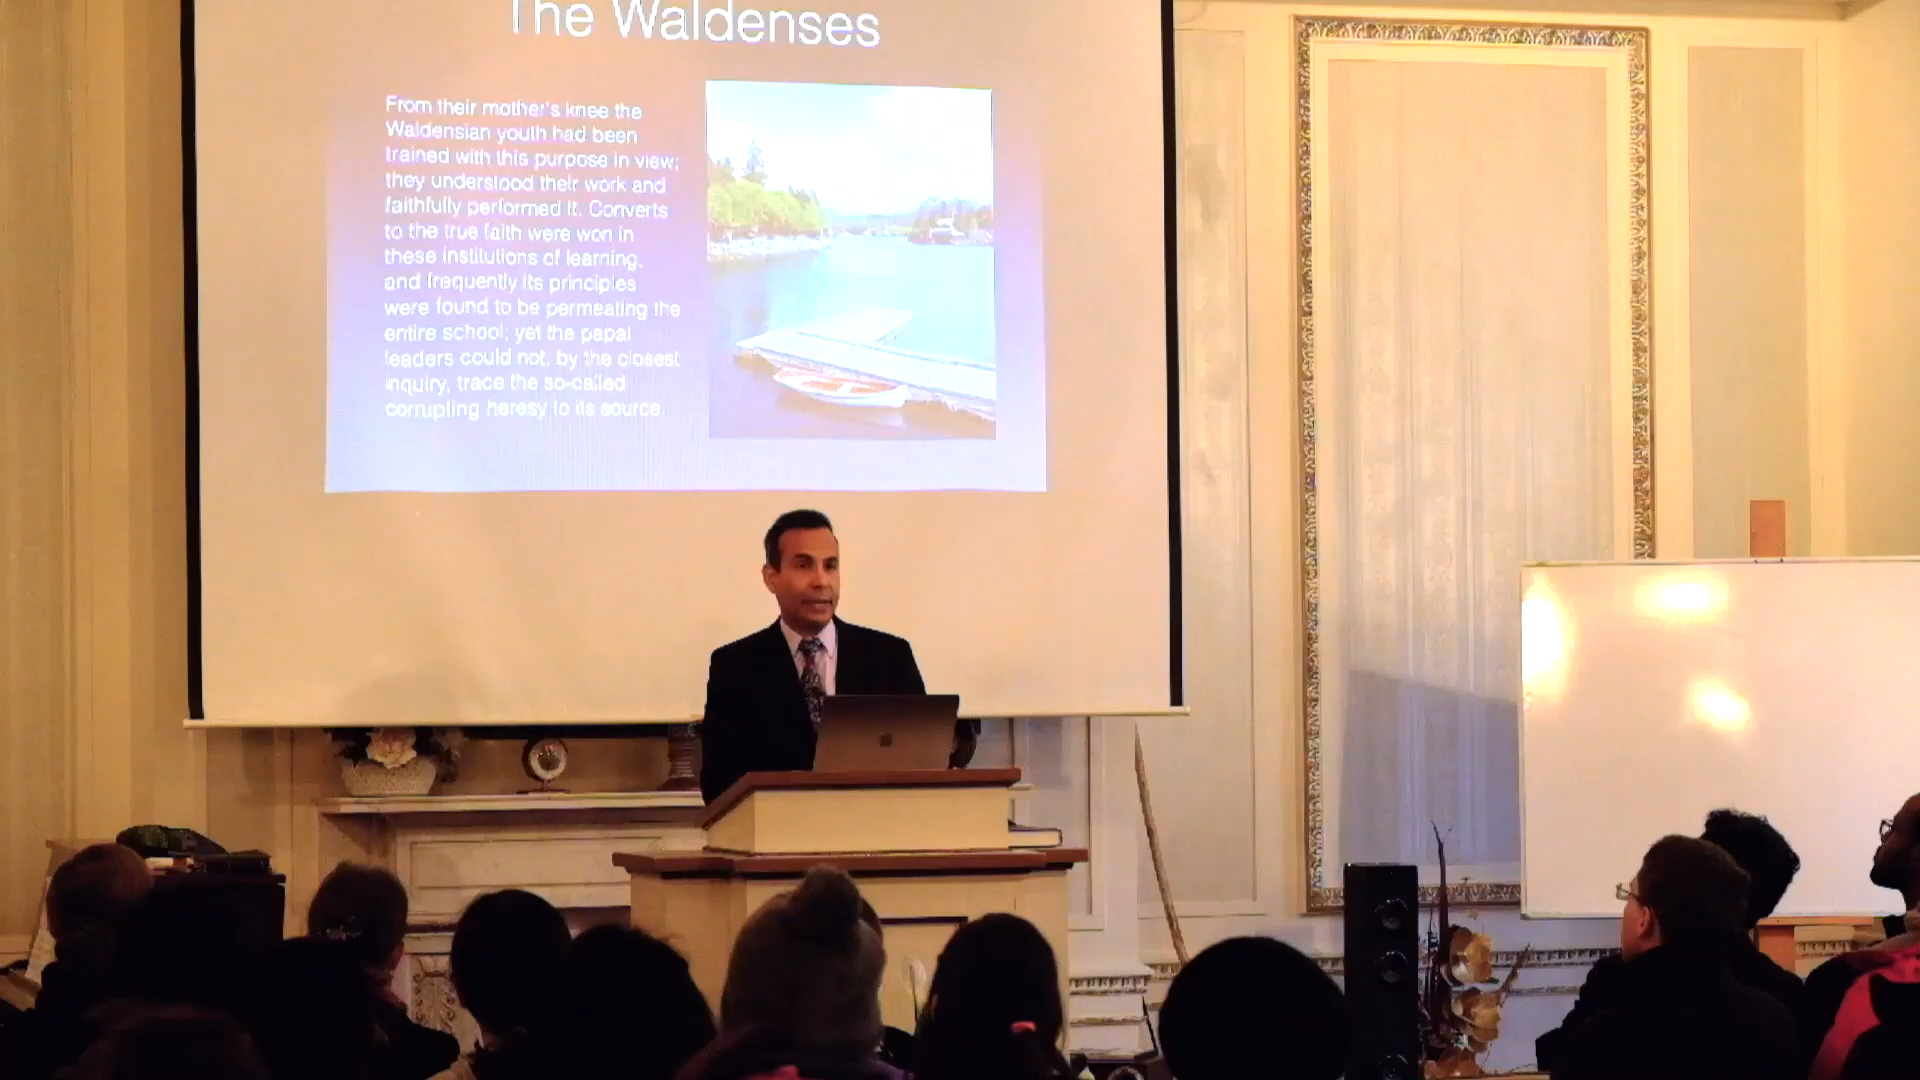 The Waldenses
From their mother's knee the
Waldensian youth had been
trained with this purpose in view;
they understood their work and
faithfully performed it. Converts
to the true faith were won in
these institutions of learning,
and frequently its principles
were found to be permeating the
entire school; yet the papal
leaders could not, by the closest
inquiry, trace the so-called
corrupting heresy to its source.